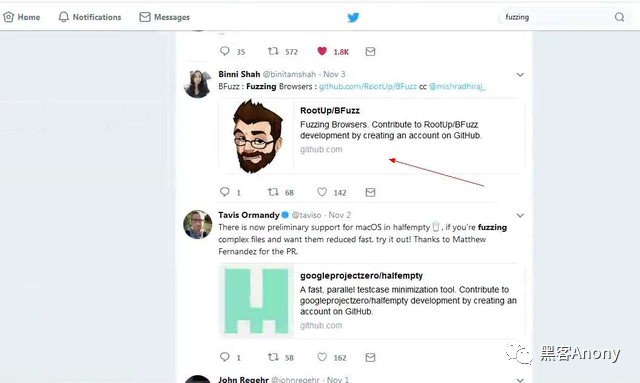 Home Notifications Messages fuzzing
...
35 572 1.8K
Binni Shah @binitamshah · Nov 3
BFuzz : Fuzzing Browsers : github.com/RootUp/BFuzz cc @mishradhiraj_
RootUp/BFuzz
Fuzzing Browsers. Contribute to RootUp/BFuzz
development by creating an account on GitHub.
github.com
1 68 142
Tavis Ormandy @taviso · Nov 2
There is now preliminary support for macOS in halfempty🥛, if you're fuzzing
complex files and want them reduced fast, try it out! Thanks to Matthew
Fernandez for the PR.
googleprojectzero/halfempty
A fast, parallel testcase minimization tool. Contribute to
googleprojectzero/halfempty development by creating an
account on GitHub.
github.com
1 58 162
黑客Anony
John Regehr @johnregehr · Nov 1